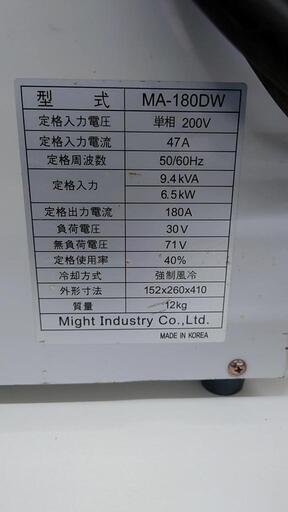 型 式 MA-180DW
定格入力電圧 単相 200V
定格入力電流 47A
定格周波数 50/60Hz
定格入力 9.4kVA
6.5kW
定格出力電流 180A
負荷電圧 30V
無負荷電圧 71V
定格使用率 40%
冷却方式 強制風冷
外形寸法 152x260x410
質量 12kg
Might Industry Co.,Ltd.
MADE IN KOREA